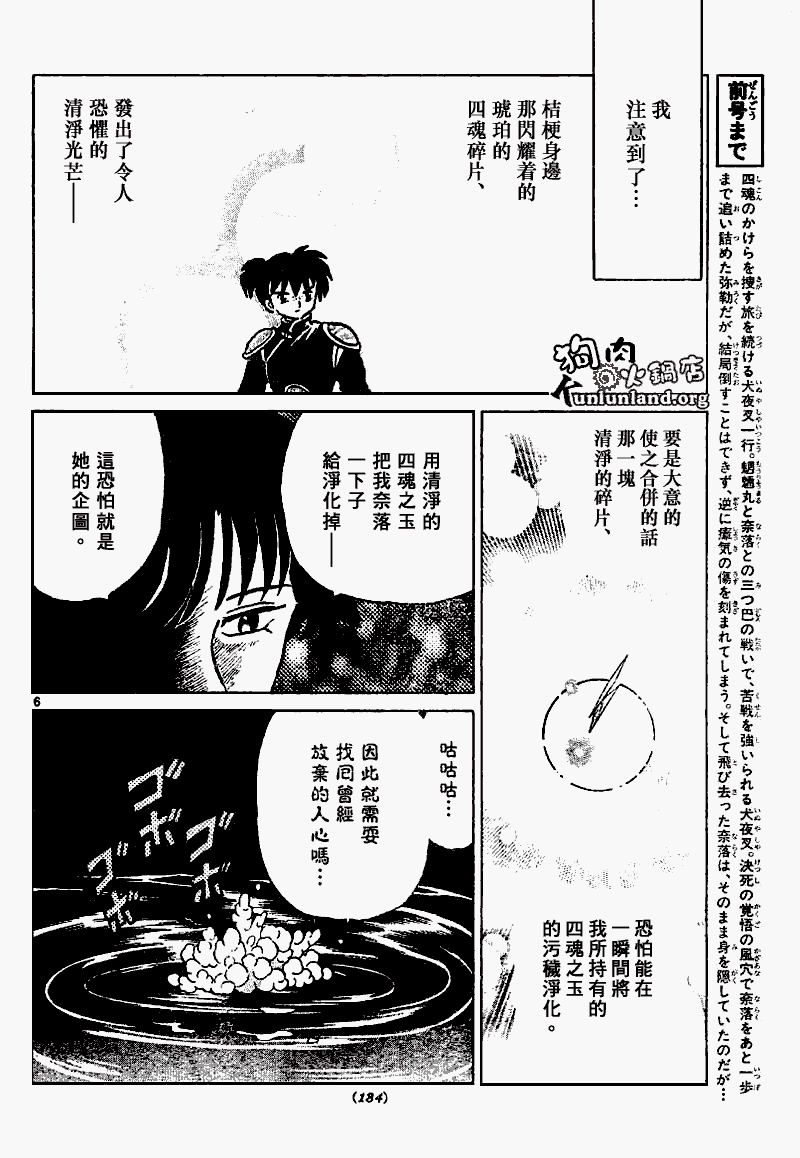 前号まで
四魂のかけらを捜す旅を続ける犬夜叉一行。魍魎丸と奈落との三つ巴の戦いで、苦戦を強いられる犬夜叉。決死の覚悟の風穴で奈落をあと一歩
まで追い詰めた弥勒だが、結局倒すことはできず、逆に瘴気の傷を刻まれてしまう。そして飛び去った奈落は、そのまま身を隠していたのだが…
我
注意到了…
桔梗身邊
那閃耀着的
琥珀的
四魂碎片、
發出了令人
恐懼的
清淨光芒——
狗肉
火鍋店
unlunland.org
要是大意的
使之合併的話
那一塊
清淨的碎片、
恐怕能在
一瞬間將
我所持有的
四魂之玉
的污穢淨化。
用清淨的
四魂之玉
把我奈落
一下子
給淨化掉——
這恐怕就是
她的企圖。
6
咕咕咕…
因此就需要
找回曾經
放棄的人心嗎…
ゴボ
ゴボ
ゴボ
(184)